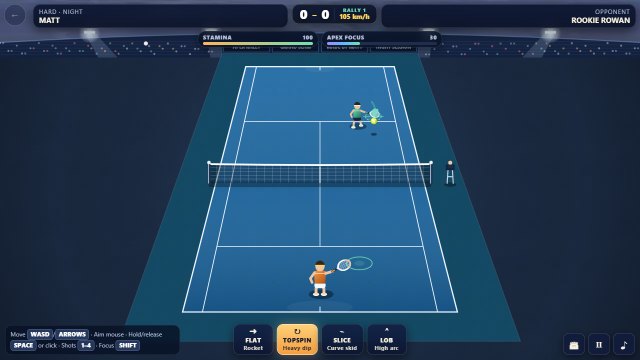 ←
HARD · NIGHT
MATT
0 – 0
RALLY 1
105 km/h
OPPONENT
ROOKIE ROWAN
STAMINA 100
APEX FOCUS 30
Move WASD / ARROWS · Aim mouse · Hold/release
SPACE or click · Shots 1-4 · Focus SHIFT
FLAT
Rocket
TOPSPIN
Heavy dip
SLICE
Curve skid
LOB
High arc